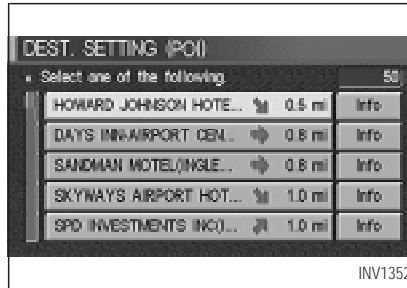 DEST. SETTING (POI)
Select one of the following. 50
HOWARD JOHNSON HOTE... 0.5 mi Info
DAYS INN-AIRPORT CEN... 0.8 mi Info
SANDMAN MOTEL(INGLE... 0.8 mi Info
SKYWAYS AIRPORT HOT... 1.0 mi Info
SPD INVESTMENTS INC()... 1.0 mi Info
INV1352